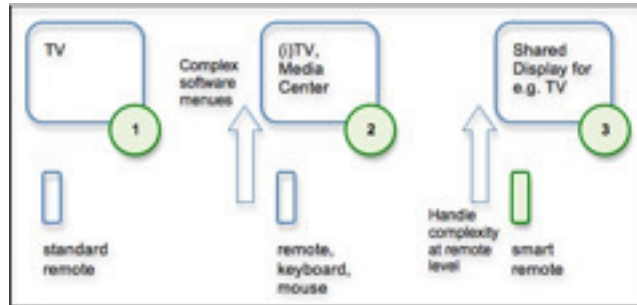 TV
1
standard
remote
Complex
software
menues
(i)TV,
Media
Center
2
remote,
keyboard,
mouse
Shared
Display for
e.g. TV
3
Handle
complexity
at remote
level
smart
remote